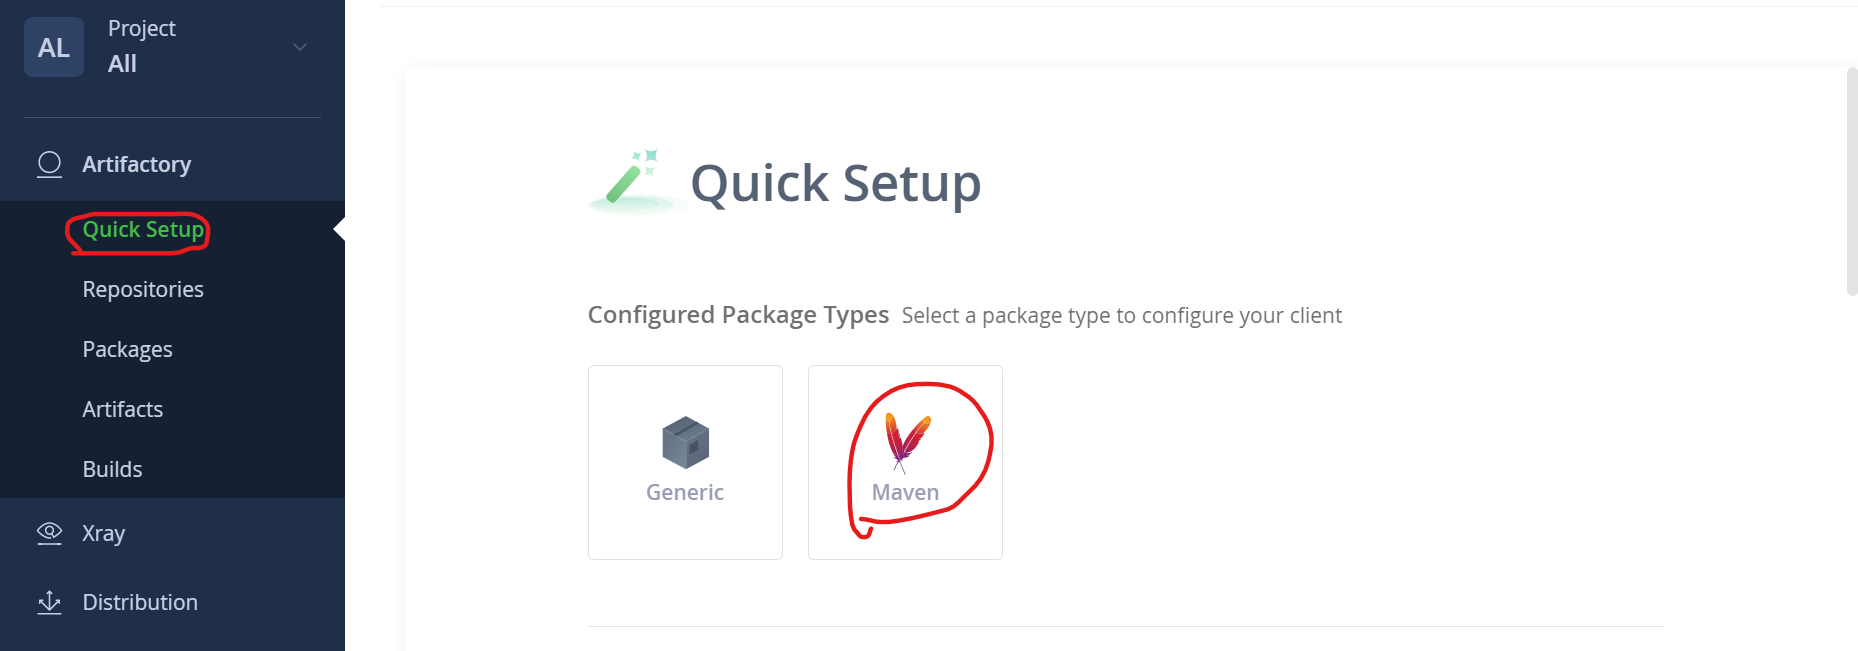 AL
Project
All
Artifactory
Quick Setup
Repositories
Packages
Artifacts
Builds
Xray
Distribution
Quick Setup
Configured Package Types Select a package type to configure your client
Generic
Maven